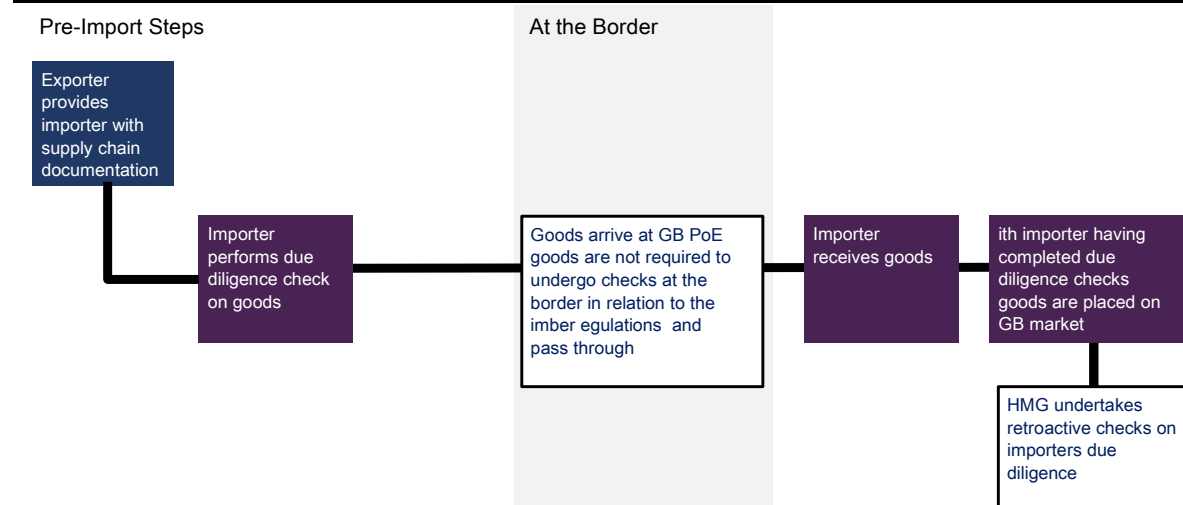 Pre-Import Steps
At the Border
Exporter
provides
importer with
supply chain
documentation
Importer
performs due
diligence check
on goods
Goods arrive at GB PoE
goods are not required to
undergo checks at the
border in relation to the
imber egulations and
pass through
Importer
receives goods
ith importer having
completed due
diligence checks
goods are placed on
GB market
HMG undertakes
retroactive checks on
importers due
diligence